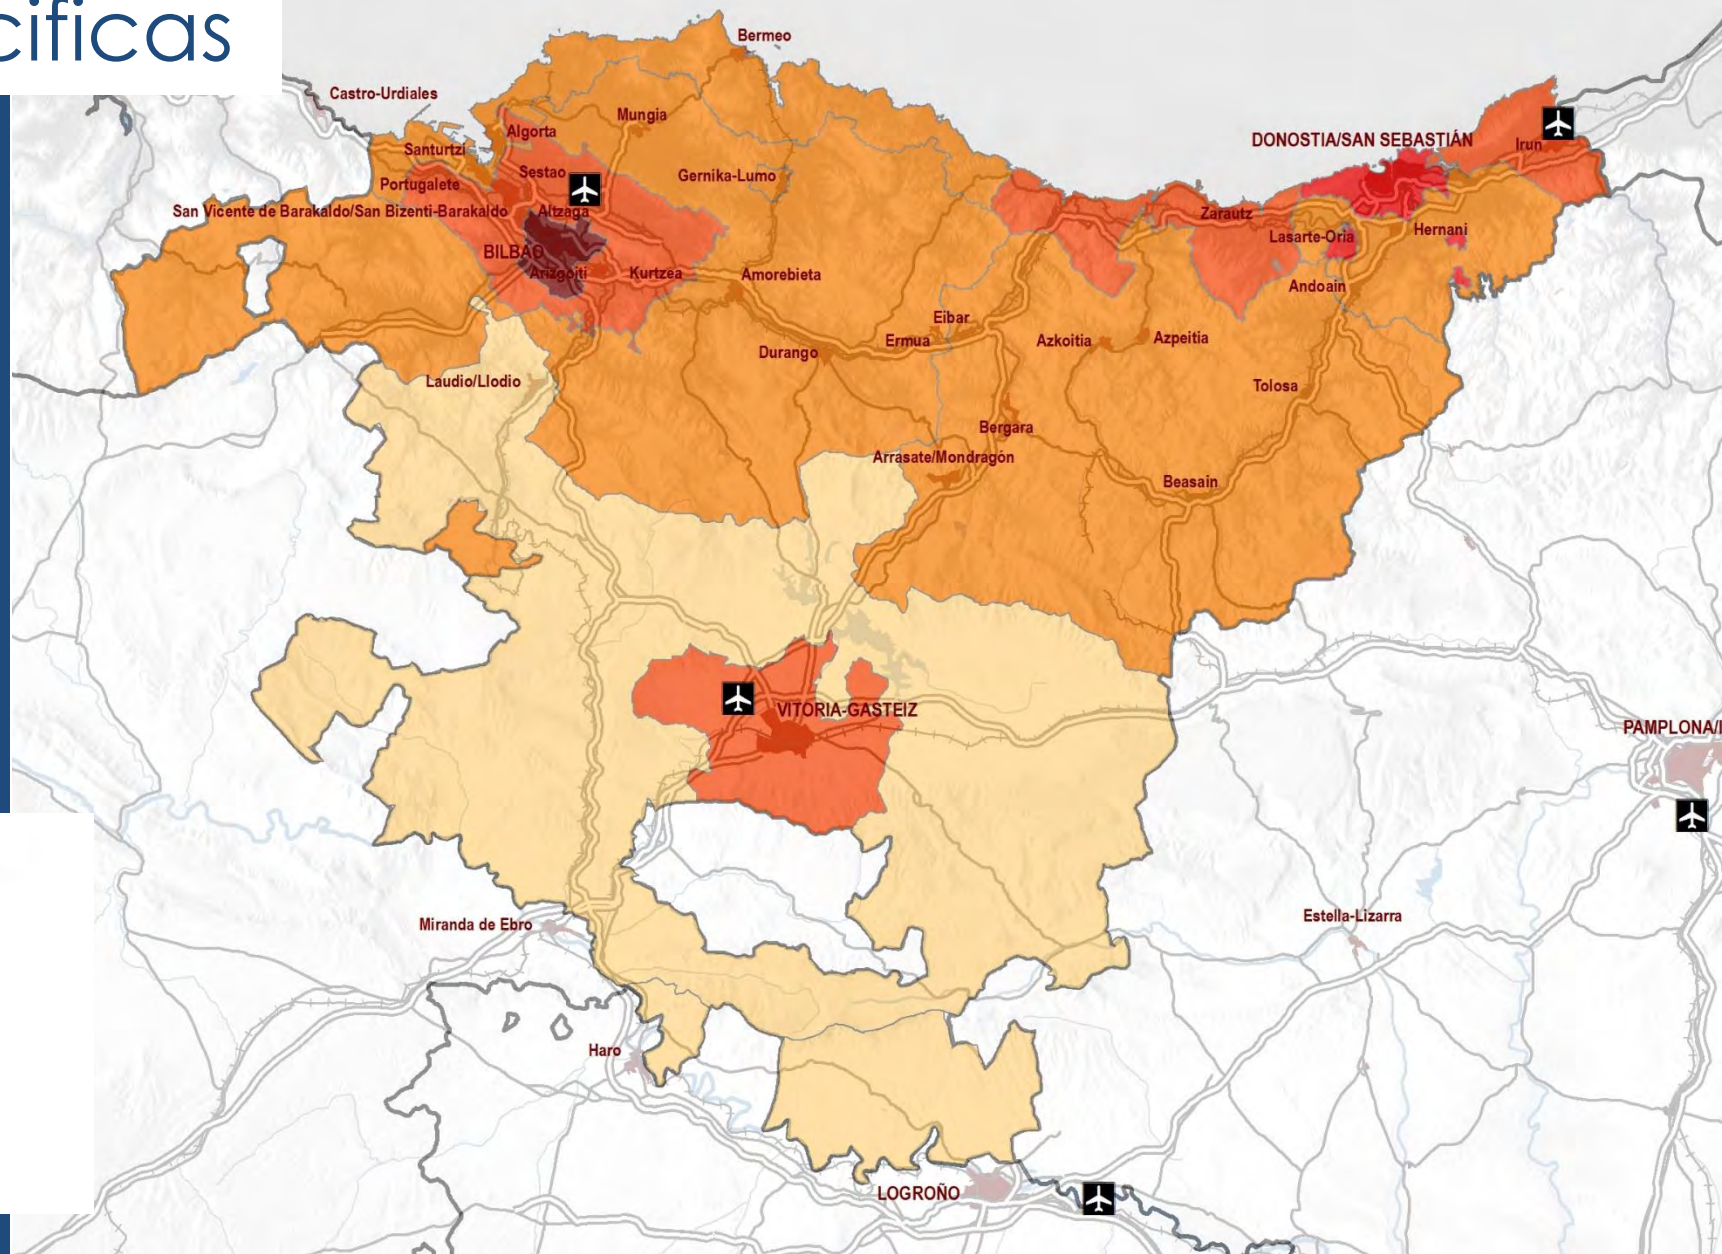 cificas
Bermeo
Castro-Urdiales
Mungia
Algorta
DONOSTIA/SAN SEBASTIÁN
Irun
Santurtzi
Sestao
Gernika-Lumo
Portugalete
San Vicente de Barakaldo/San Bizenti-Barakaldo
Altzaga
Zarautz
Hernani
Lasarte-Oria
BILBAO
Arizgoiti
Kurtzea
Amorebieta
Andoain
Eibar
Ermua
Azkoitia
Azpeitia
Durango
Laudio/Llodio
Tolosa
Bergara
Arrasate/Mondragón
Beasain
VITORIA-GASTEIZ
PAMPLONA/I
Miranda de Ebro
Estella-Lizarra
Haro
LOGROÑO